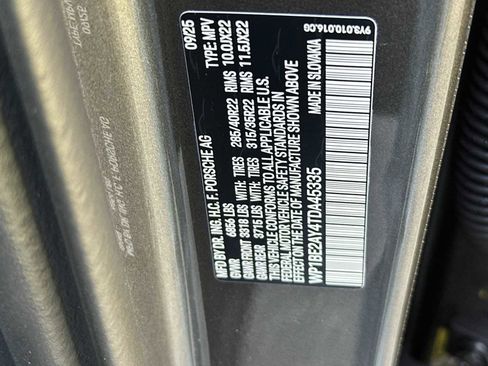 MFD BY DR. ING. H.C. F. PORSCHE AG 09/25
GVWR 6856 LBS TYPE: MPV
GAWR FRONT 3318 LBS WITH TIRES 285/40R22 RIMS 10.0JX22
GAWR REAR 3715 LBS WITH TIRES 315/35R22 RIMS 11.5JX22
THIS VEHICLE CONFORMS TO ALL APPLICABLE U.S.
FEDERAL MOTOR VEHICLE SAFETY STANDARDS IN
EFFECT ON THE DATE OF MANUFACTURE SHOWN ABOVE
WP1BE2AY4TDA45335 MADE IN SLOVAKIA
9Y3.010.016.CG